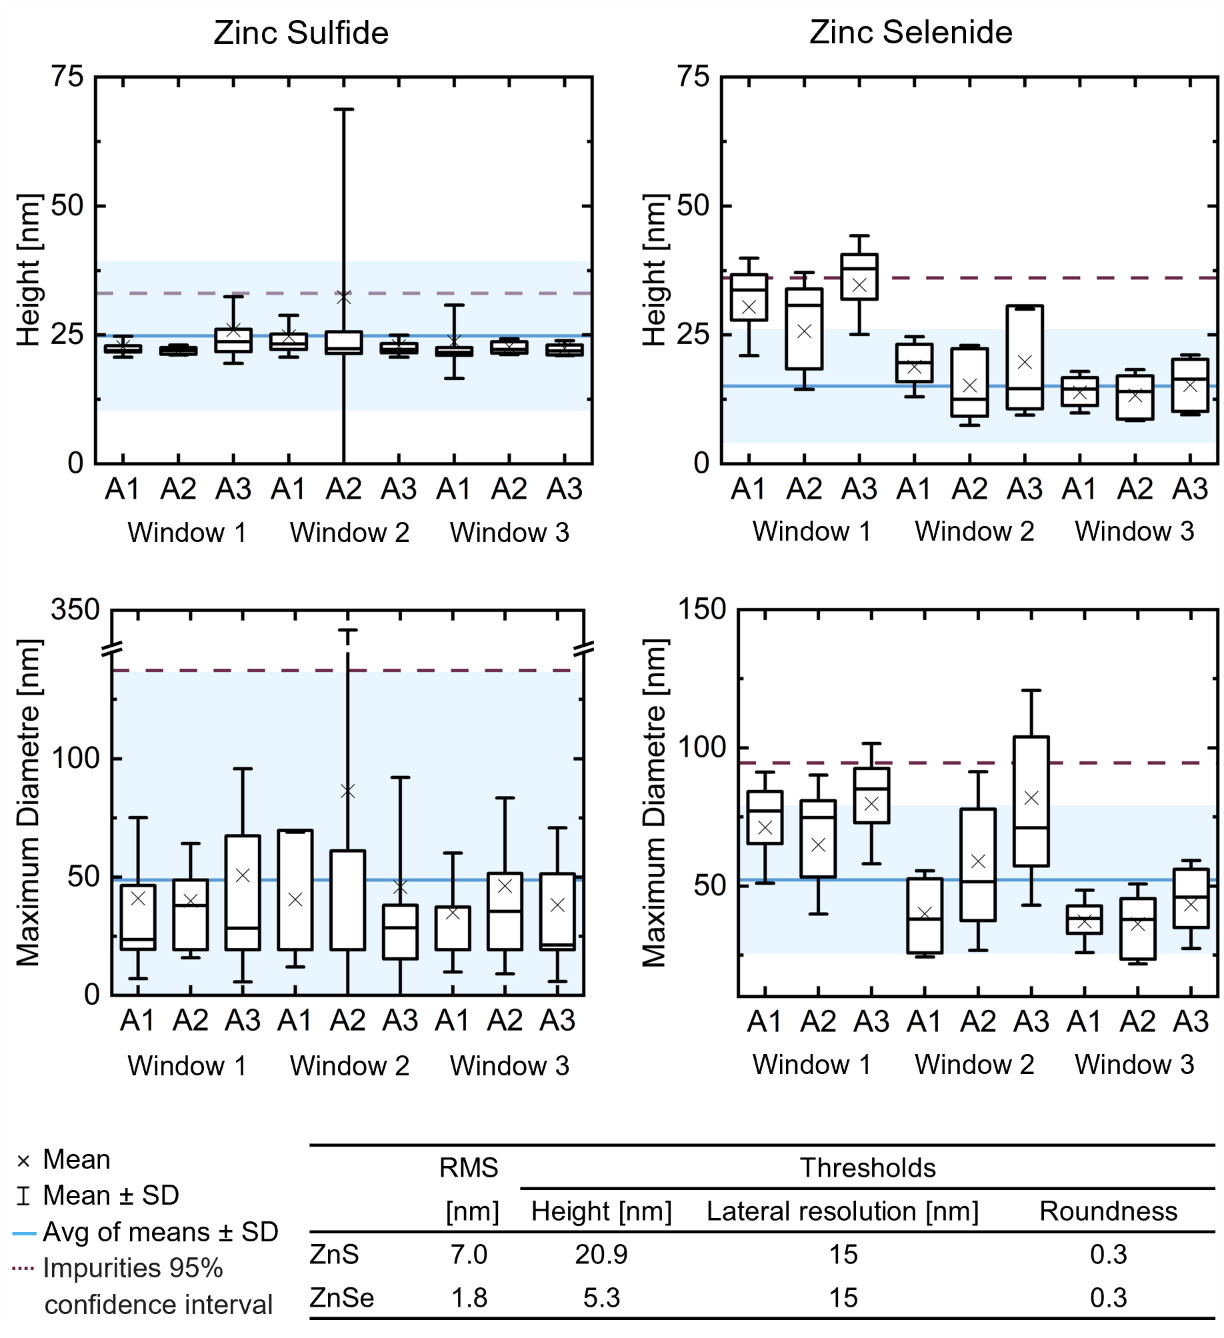 Zinc Sulfide
Zinc Selenide
75
50
25
0
Height [nm]
A1 A2 A3 A1 A2 A3 A1 A2 A3
Window 1 Window 2 Window 3
75
50
25
0
Height [nm]
A1 A2 A3 A1 A2 A3 A1 A2 A3
Window 1 Window 2 Window 3
350
100
50
0
Maximum Diametre [nm]
A1 A2 A3 A1 A2 A3 A1 A2 A3
Window 1 Window 2 Window 3
150
100
50
Maximum Diametre [nm]
A1 A2 A3 A1 A2 A3 A1 A2 A3
Window 1 Window 2 Window 3
Mean
Mean ± SD
Avg of means ± SD
Impurities 95%
confidence interval
RMS Thresholds
[nm] Height [nm] Lateral resolution [nm] Roundness
ZnS 7.0 20.9 15 0.3
ZnSe 1.8 5.3 15 0.3